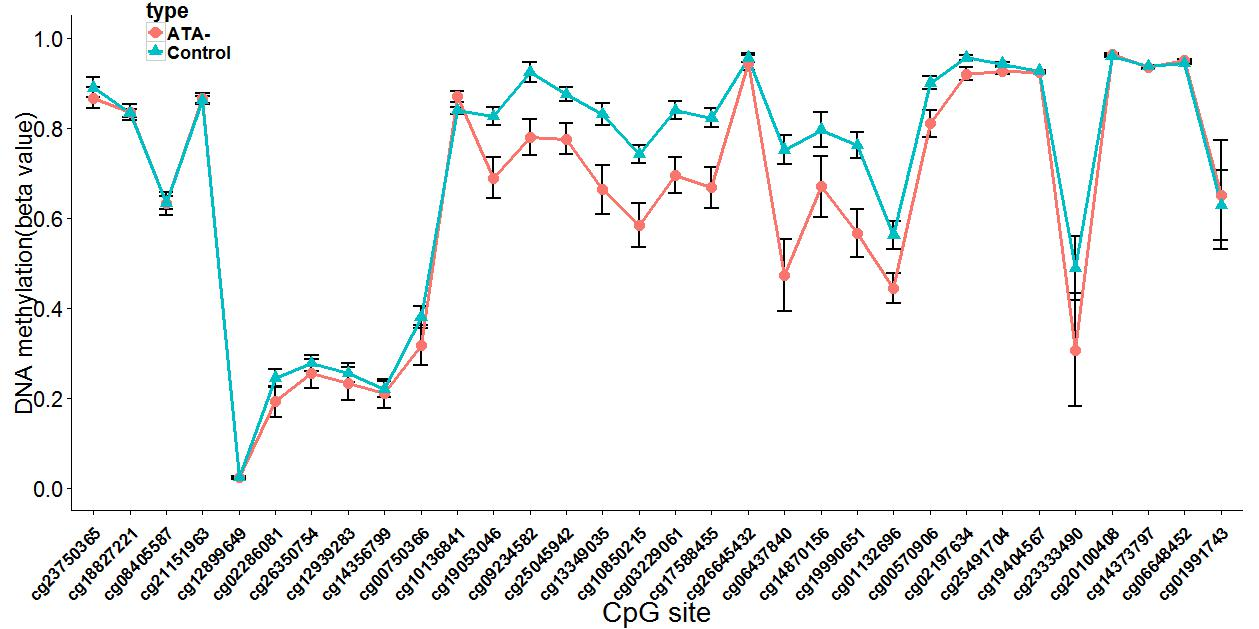 type
ATA-
Control
DNA methylation(beta value)
1.0
0.8
0.6
0.4
0.2
0.0
cg23750365
cg18827221
cg08405587
cg21151963
cg12899649
cg02286081
cg26350754
cg12939283
cg14356799
cg00750366
cg10136841
cg19053046
cg09234582
cg25045942
cg13349035
cg10850215
cg03229061
cg17588455
cg26645432
cg06437840
cg14870156
cg19990651
cg01132696
cg00570906
cg02197634
cg25491704
cg19404567
cg23333490
cg20100408
cg14373797
cg06648452
cg01991743
CpG site